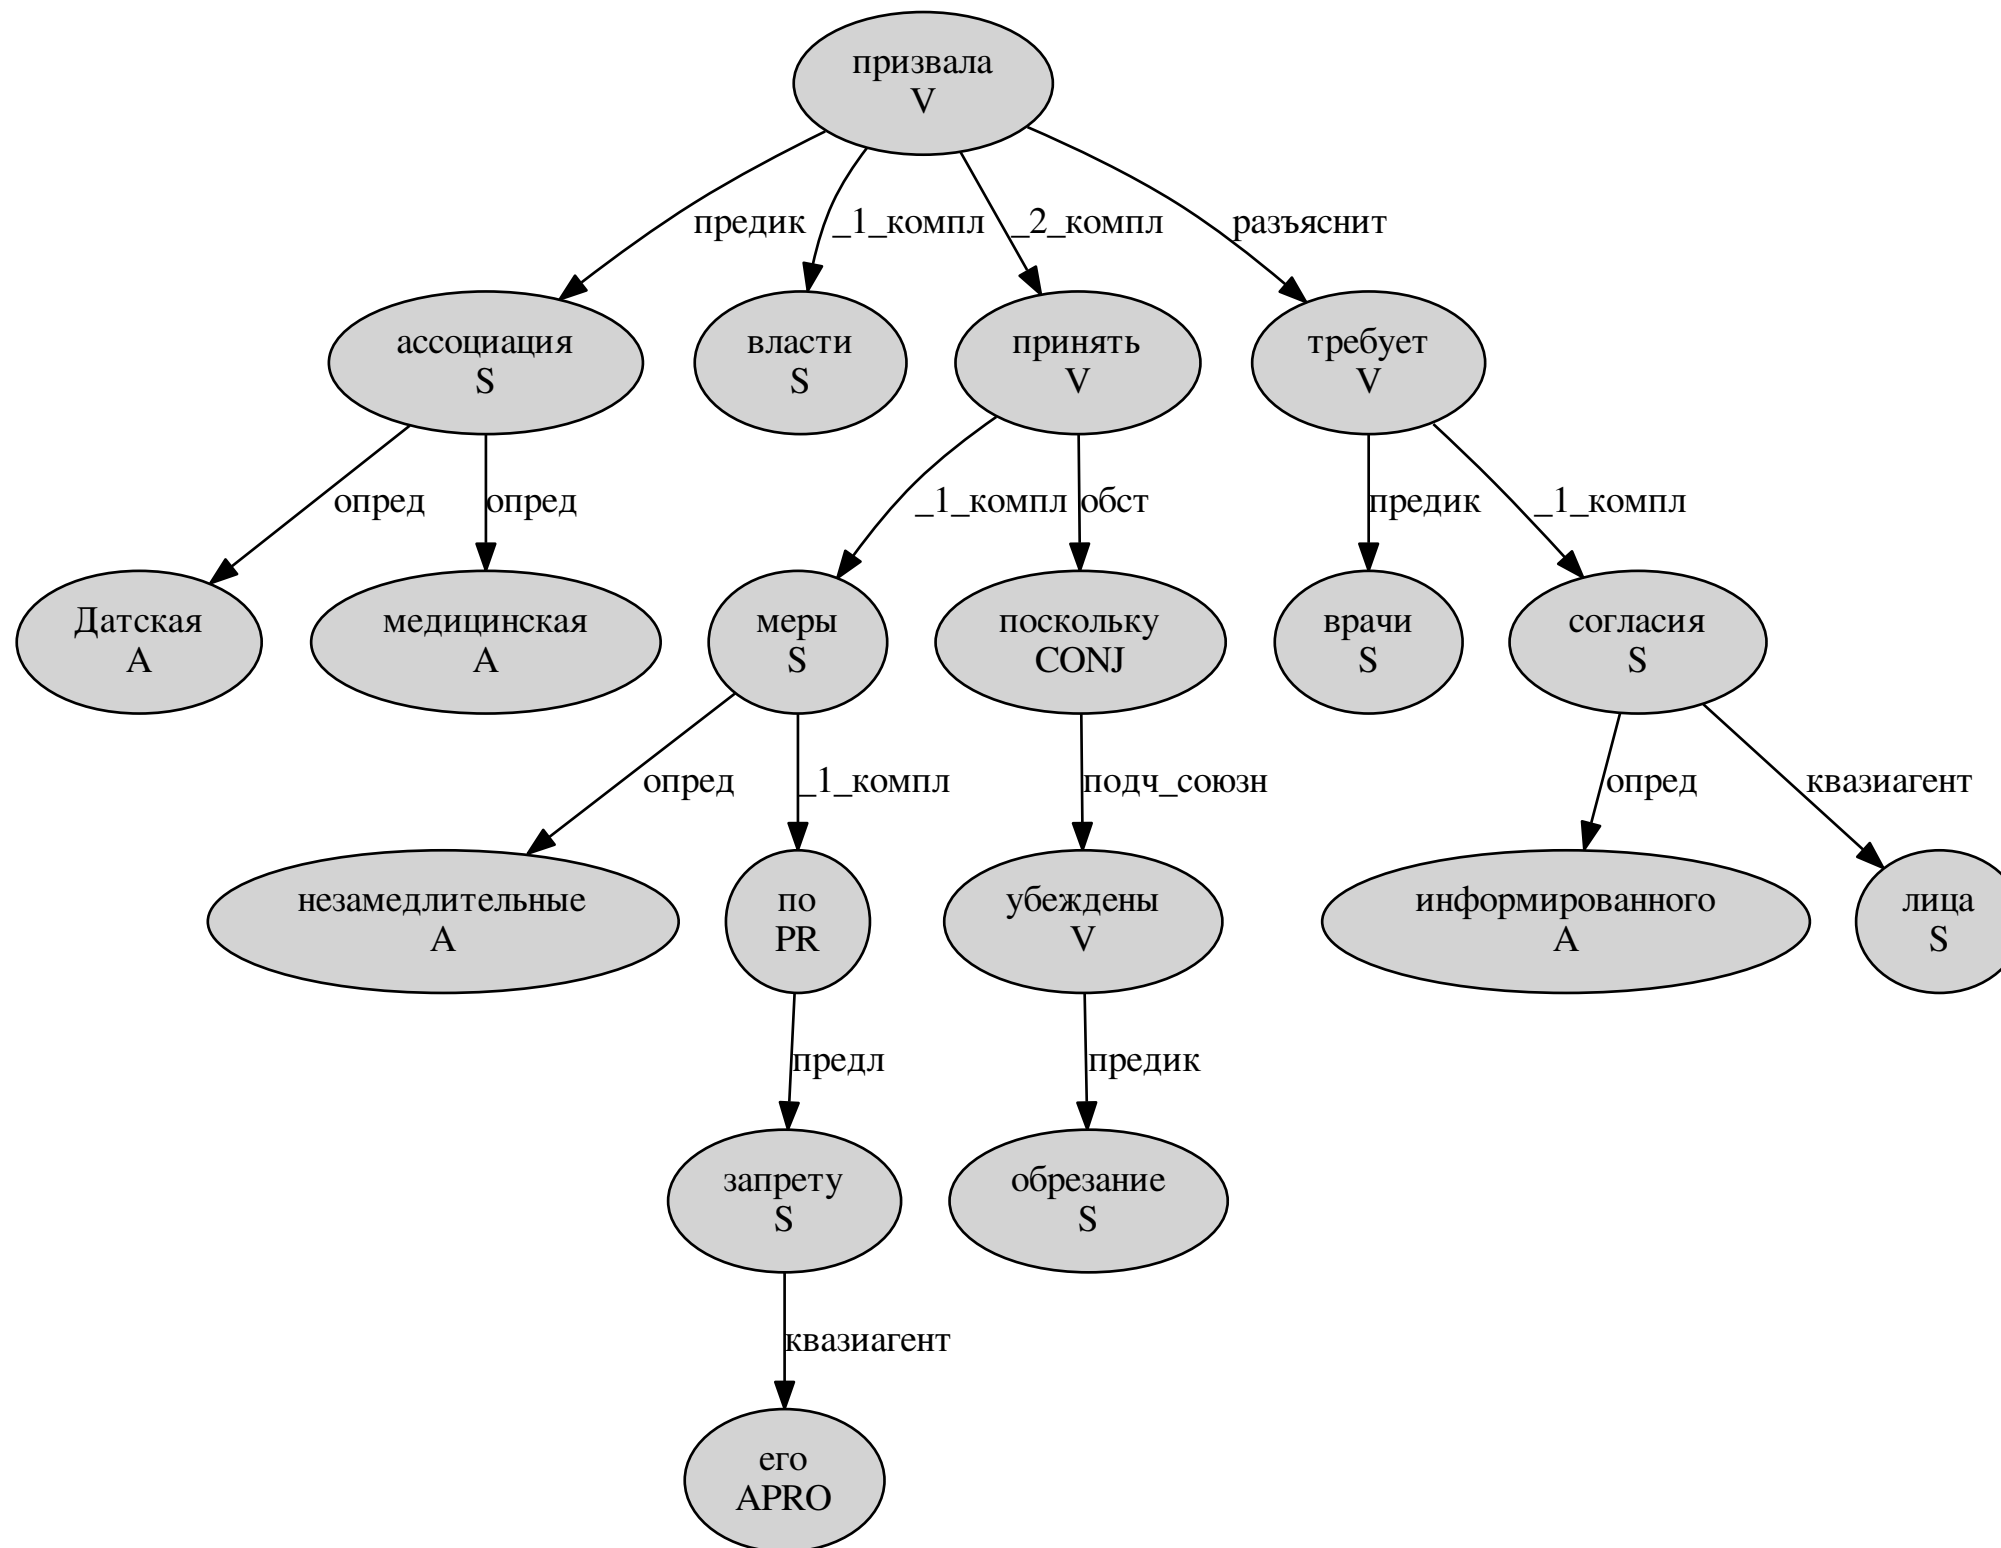 призвала
V
предик
_1_компл
_2_компл
разъяснит
ассоциация
S
власти
S
принять
V
требует
V
опред
опред
_1_компл
обст
предик
_1_компл
Датская
A
медицинская
A
меры
S
поскольку
CONJ
врачи
S
согласия
S
опред
_1_компл
подч_союзн
опред
квазиагент
незамедлительные
A
по
PR
убеждены
V
информированного
A
лица
S
предл
предик
запрету
S
обрезание
S
квазиагент
его
APRO